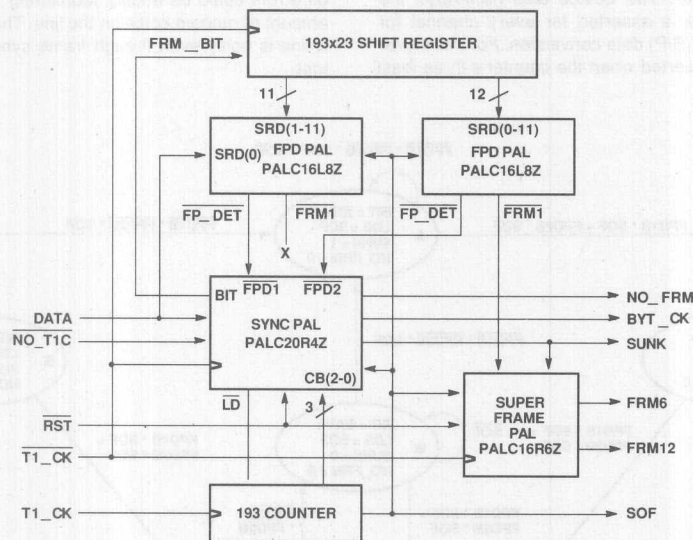 FRM_BIT
193x23 SHIFT REGISTER
11
12
SRD(1-11)
SRD(0)
FPD PAL
PALC16L8Z
SRD(0-11)
FPD PAL
PALC16L8Z
FP_DET
FRM1
FP_DET
FRM1
X
BIT
FPD1
FPD2
SYNC PAL
PALC20R4Z
CB(2-0)
DATA
NO_T1C
RST
T1_CK
T1_CK
NO_FRM
BYT_CK
SUNK
LD
3
SUPER
FRAME
PAL
PALC16R6Z
FRM6
FRM12
193 COUNTER
SOF